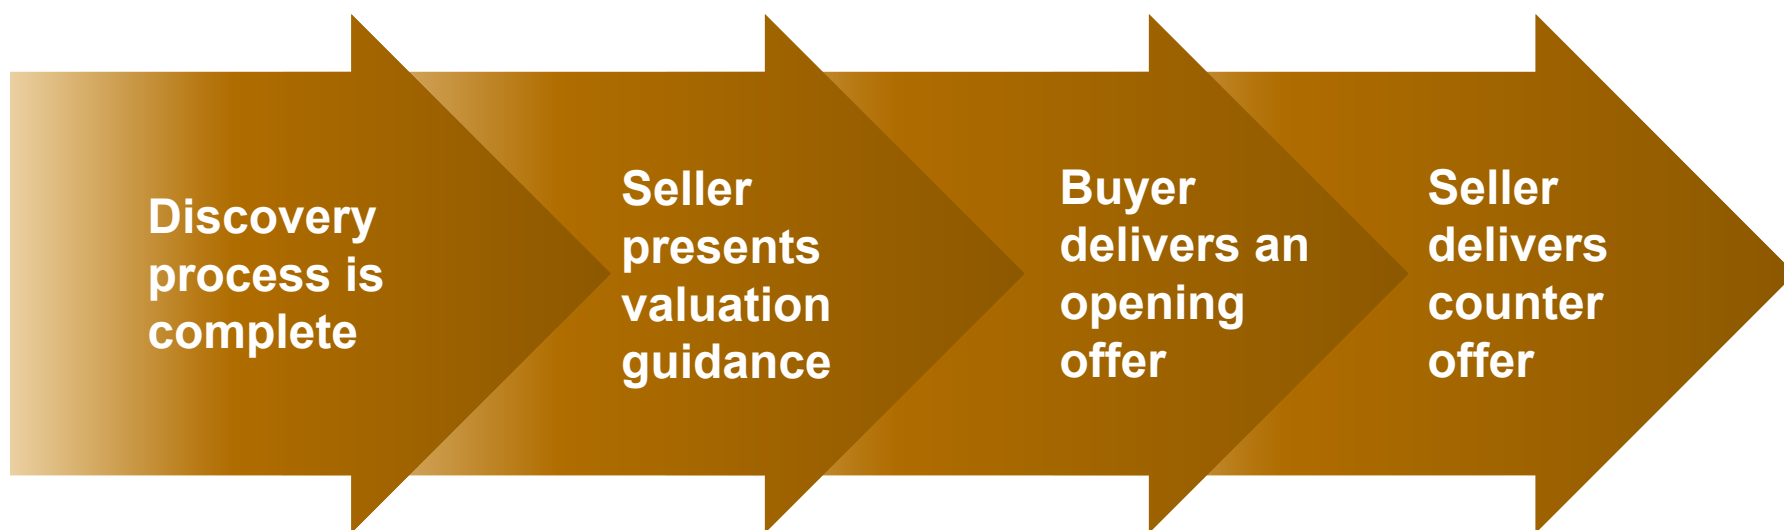 Discovery
process is
complete
Seller
presents
valuation
guidance
Buyer
delivers an
opening
offer
Seller
delivers
counter
offer